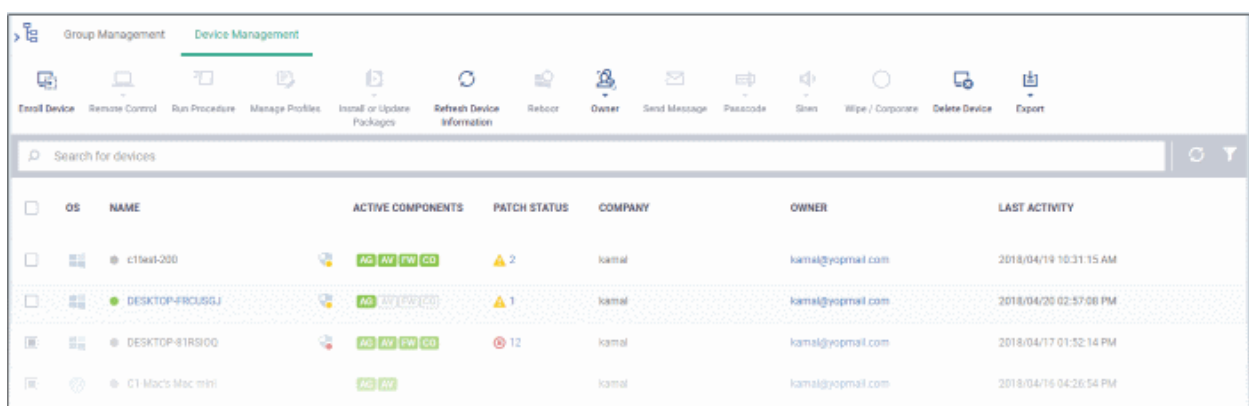 Group Management Device Management
Enroll Device Remote Control Run Procedure Manage Profiles Install or Update Packages Refresh Device Information Reboot Owner Send Message Passcode Siren Wipe / Corporate Delete Device Export
Search for devices
OS NAME ACTIVE COMPONENTS PATCH STATUS COMPANY OWNER LAST ACTIVITY
c1test-200 AG AV FW CO 2 kamal kamal@yopmail.com 2018/04/19 10:31:15 AM
DESKTOP-FRCUSGJ AG AV FW CO 1 kamal kamal@yopmail.com 2018/04/20 02:57:08 PM
DESKTOP-81RSIOQ AG AV FW CO 12 kamal kamal@yopmail.com 2018/04/17 01:52:14 PM
C1-Mac's Mac mini AG AV kamal kamal@yopmail.com 2018/04/16 04:26:54 PM